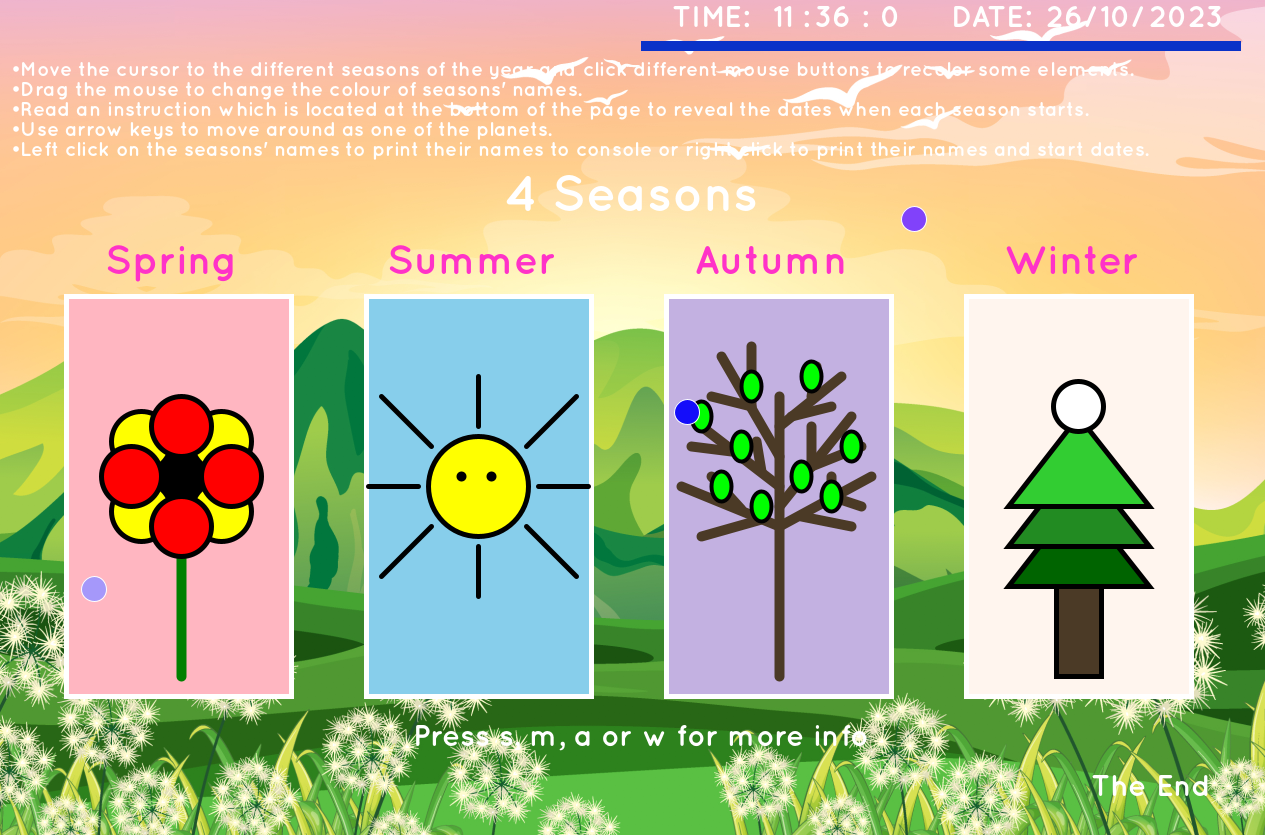 TIME: 11 : 36 : 0 DATE: 26/10/2023
•Move the cursor to the different seasons of the year and click different mouse buttons to recolor some elements.
•Drag the mouse to change the colour of seasons' names.
•Read an instruction which is located at the bottom of the page to reveal the dates when each season starts.
•Use arrow keys to move around as one of the planets.
•Left click on the seasons' names to print their names to console or right click to print their names and start dates.
4 Seasons
Spring Summer Autumn Winter
Press s, m, a or w for more info
The End